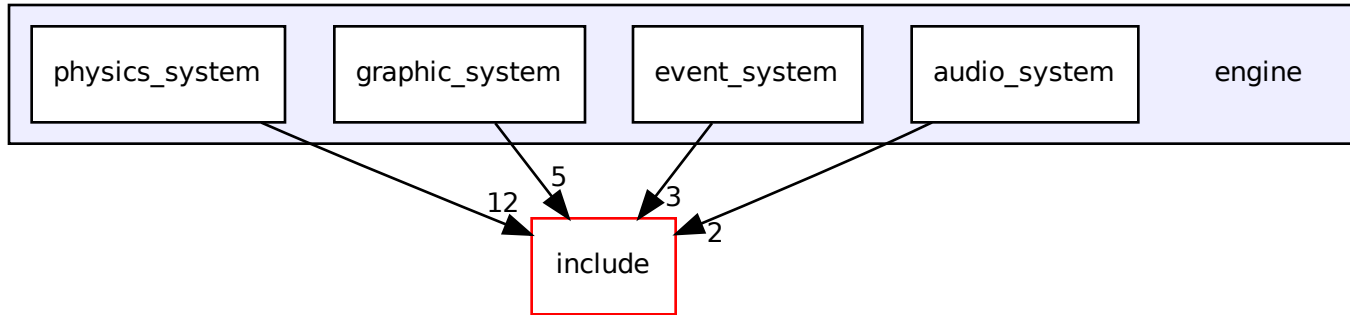 physics_system
graphic_system
event_system
audio_system
engine
12
5
3
2
include